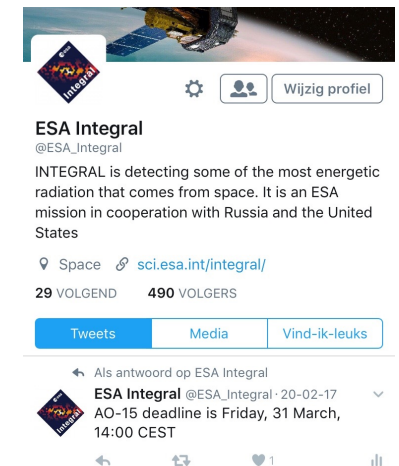 esa
Integral
Wijzig profiel
ESA Integral
@ESA_Integral
INTEGRAL is detecting some of the most energetic
radiation that comes from space. It is an ESA
mission in cooperation with Russia and the United
States
Space sci.esa.int/integral/
29 VOLGEND 490 VOLGERS
Tweets Media Vind-ik-leuks
Als antwoord op ESA Integral
ESA Integral @ESA_Integral · 20-02-17
Integral
AO-15 deadline is Friday, 31 March,
14:00 CEST
1